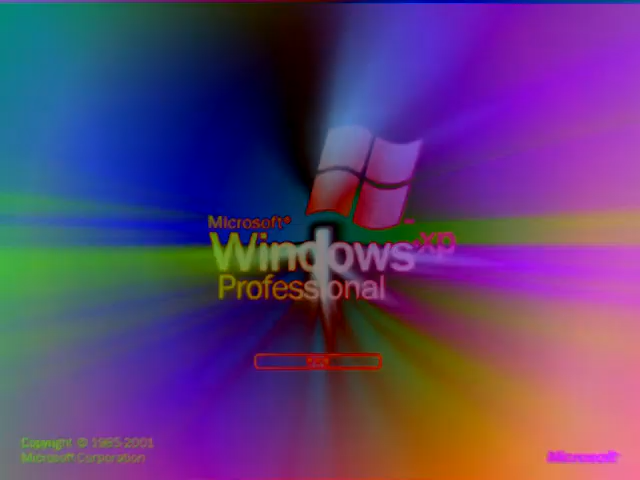 Microsoft®
Windows xp
Professional
Copyright © 1985-2001
Microsoft Corporation
Microsoft